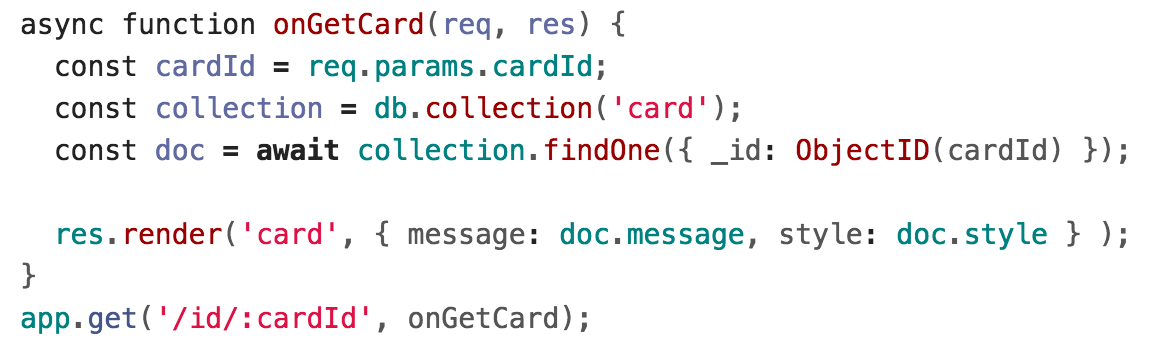 async function onGetCard(req, res) {
  const cardId = req.params.cardId;
  const collection = db.collection('card');
  const doc = await collection.findOne({ _id: ObjectID(cardId) });

  res.render('card', { message: doc.message, style: doc.style } );
}
app.get('/id/:cardId', onGetCard);